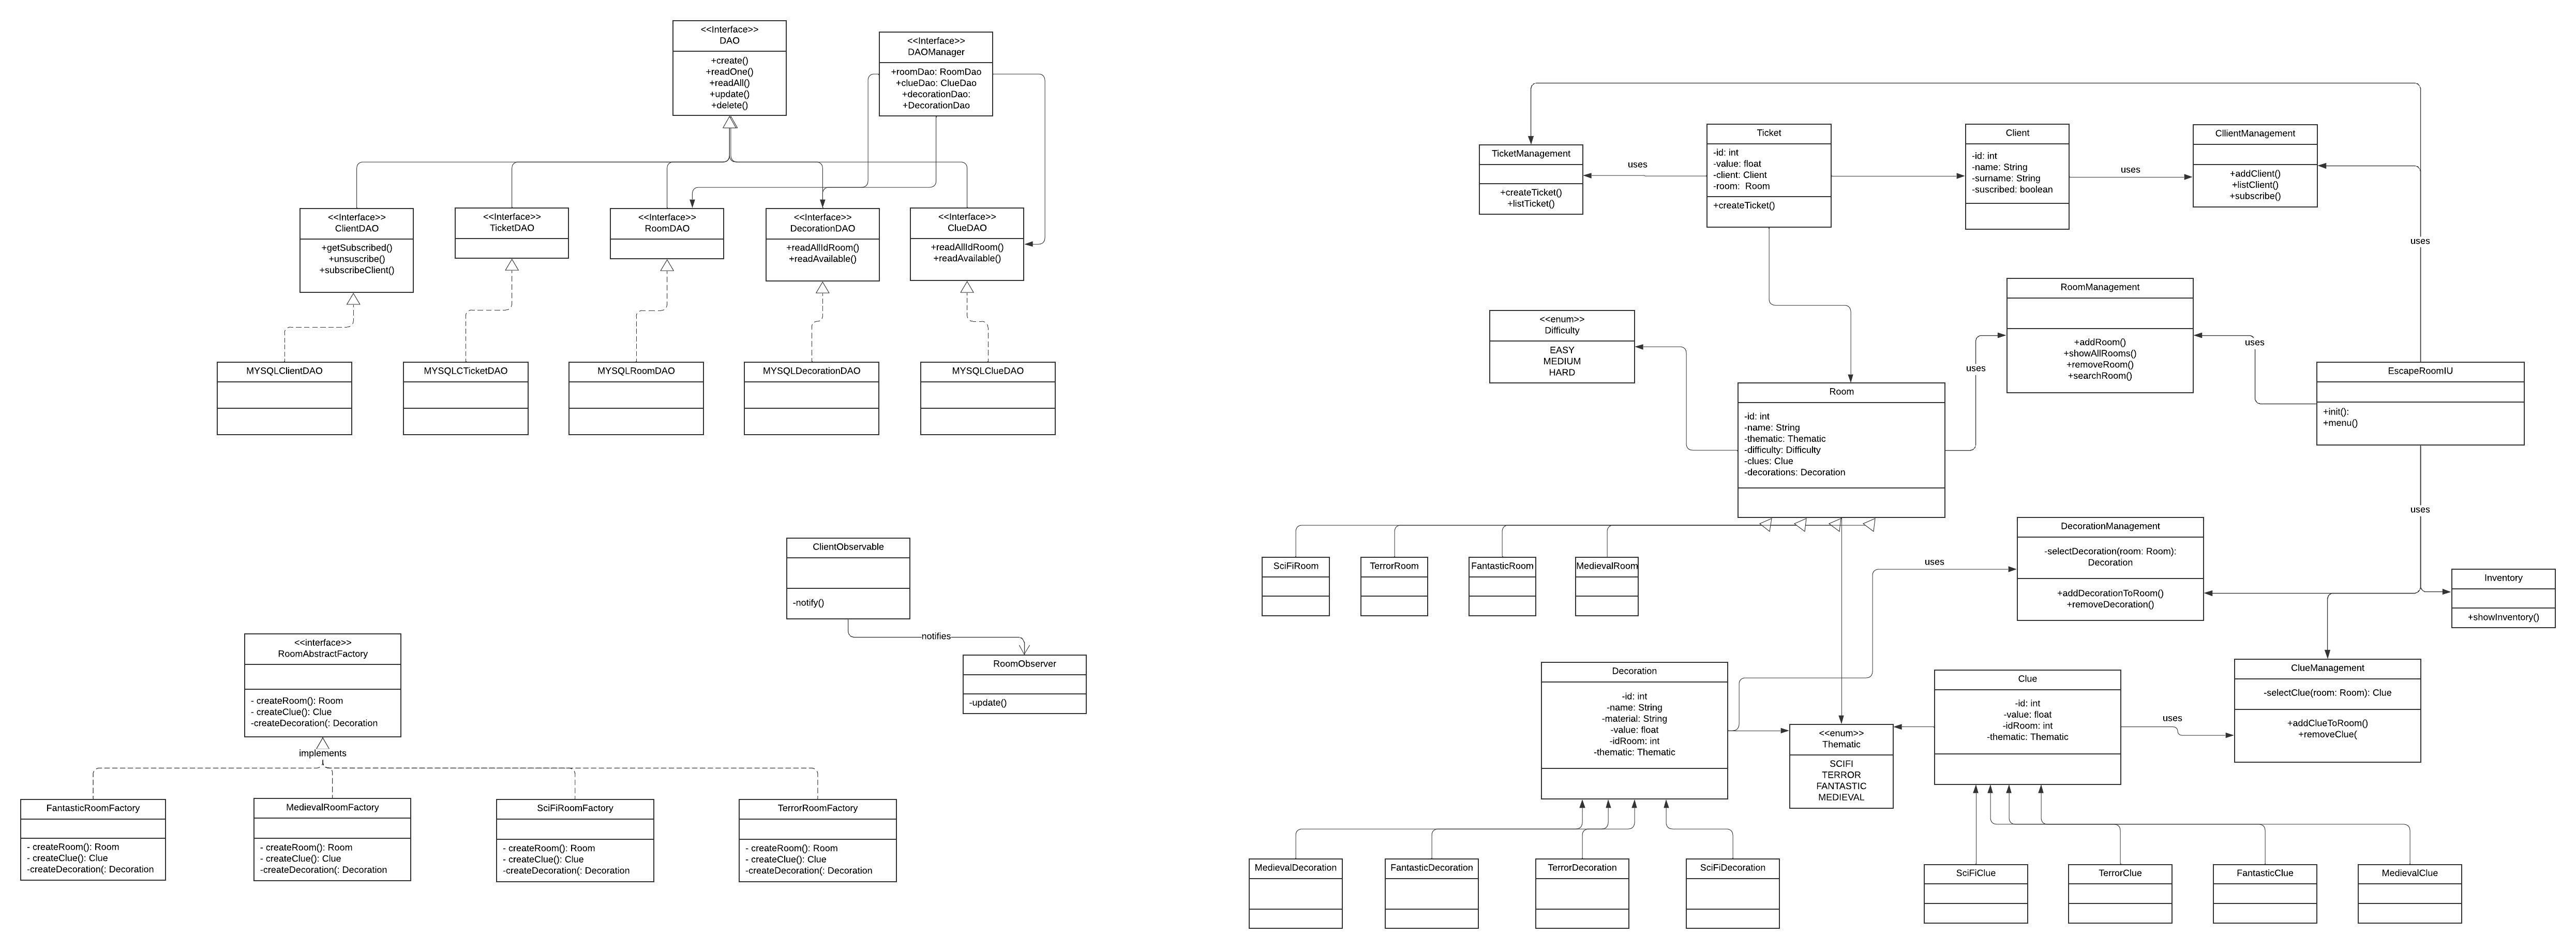 <<Interface>>
DAO
+create()
+readOne()
+readAll()
+update()
+delete()
<<Interface>>
DAOManager
+roomDao: RoomDao
+clueDao: ClueDao
+decorationDao:
+DecorationDao
<<Interface>>
ClientDAO
+getSubscribed()
+unsuscribe()
+subscribeClient()
<<Interface>>
TicketDAO
<<Interface>>
RoomDAO
<<Interface>>
DecorationDAO
+readAllIdRoom()
+readAvailable()
<<Interface>>
ClueDAO
+readAllIdRoom()
+readAvailable()
MYSQLClientDAO
MYSQLCTicketDAO
MYSQLRoomDAO
MYSQLDecorationDAO
MYSQLClueDAO
ClientObservable
-notify()
notifies
RoomObserver
-update()
<<interface>>
RoomAbstractFactory
- createRoom(): Room
- createClue(): Clue
-createDecoration(: Decoration
implements
FantasticRoomFactory
- createRoom(): Room
- createClue(): Clue
-createDecoration(: Decoration
MedievalRoomFactory
- createRoom(): Room
- createClue(): Clue
-createDecoration(: Decoration
SciFiRoomFactory
- createRoom(): Room
- createClue(): Clue
-createDecoration(: Decoration
TerrorRoomFactory
- createRoom(): Room
- createClue(): Clue
-createDecoration(: Decoration
TicketManagement
+createTicket()
+listTicket()
uses
Ticket
-id: int
-value: float
-client: Client
-room: Room
+createTicket()
Client
-id: int
-name: String
-surname: String
-suscribed: boolean
uses
CllientManagement
+addClient()
+listClient()
+subscribe()
uses
RoomManagement
+addRoom()
+showAllRooms()
+removeRoom()
+searchRoom()
uses
uses
<<enum>>
Difficulty
EASY
MEDIUM
HARD
Room
-id: int
-name: String
-thematic: Thematic
-difficulty: Difficulty
-clues: Clue
-decorations: Decoration
EscapeRoomIU
+init():
+menu()
uses
SciFiRoom
TerrorRoom
FantasticRoom
MedievalRoom
uses
DecorationManagement
-selectDecoration(room: Room):
Decoration
+addDecorationToRoom()
+removeDecoration()
Inventory
+showInventory()
Decoration
-id: int
-name: String
-material: String
-value: float
-idRoom: int
-thematic: Thematic
<<enum>>
Thematic
SCIFI
TERROR
FANTASTIC
MEDIEVAL
Clue
-id: int
-value: float
-idRoom: int
-thematic: Thematic
uses
ClueManagement
-selectClue(room: Room): Clue
+addClueToRoom()
+removeClue(
MedievalDecoration
FantasticDecoration
TerrorDecoration
SciFiDecoration
SciFiClue
TerrorClue
FantasticClue
MedievalClue